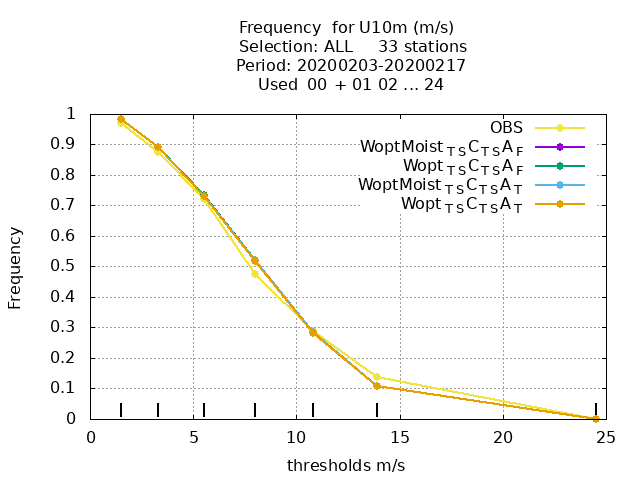 Frequency  for U10m (m/s)
Selection: ALL     33 stations
Period: 20200203-20200217
Used  00  + 01 02 ... 24
OBS
WoptMoist TS C TS A F
Wopt TS C TS A F
WoptMoist TS C TS A T
Wopt TS C TS A T
Frequency
1
0.9
0.8
0.7
0.6
0.5
0.4
0.3
0.2
0.1
0
0 5 10 15 20 25
thresholds m/s